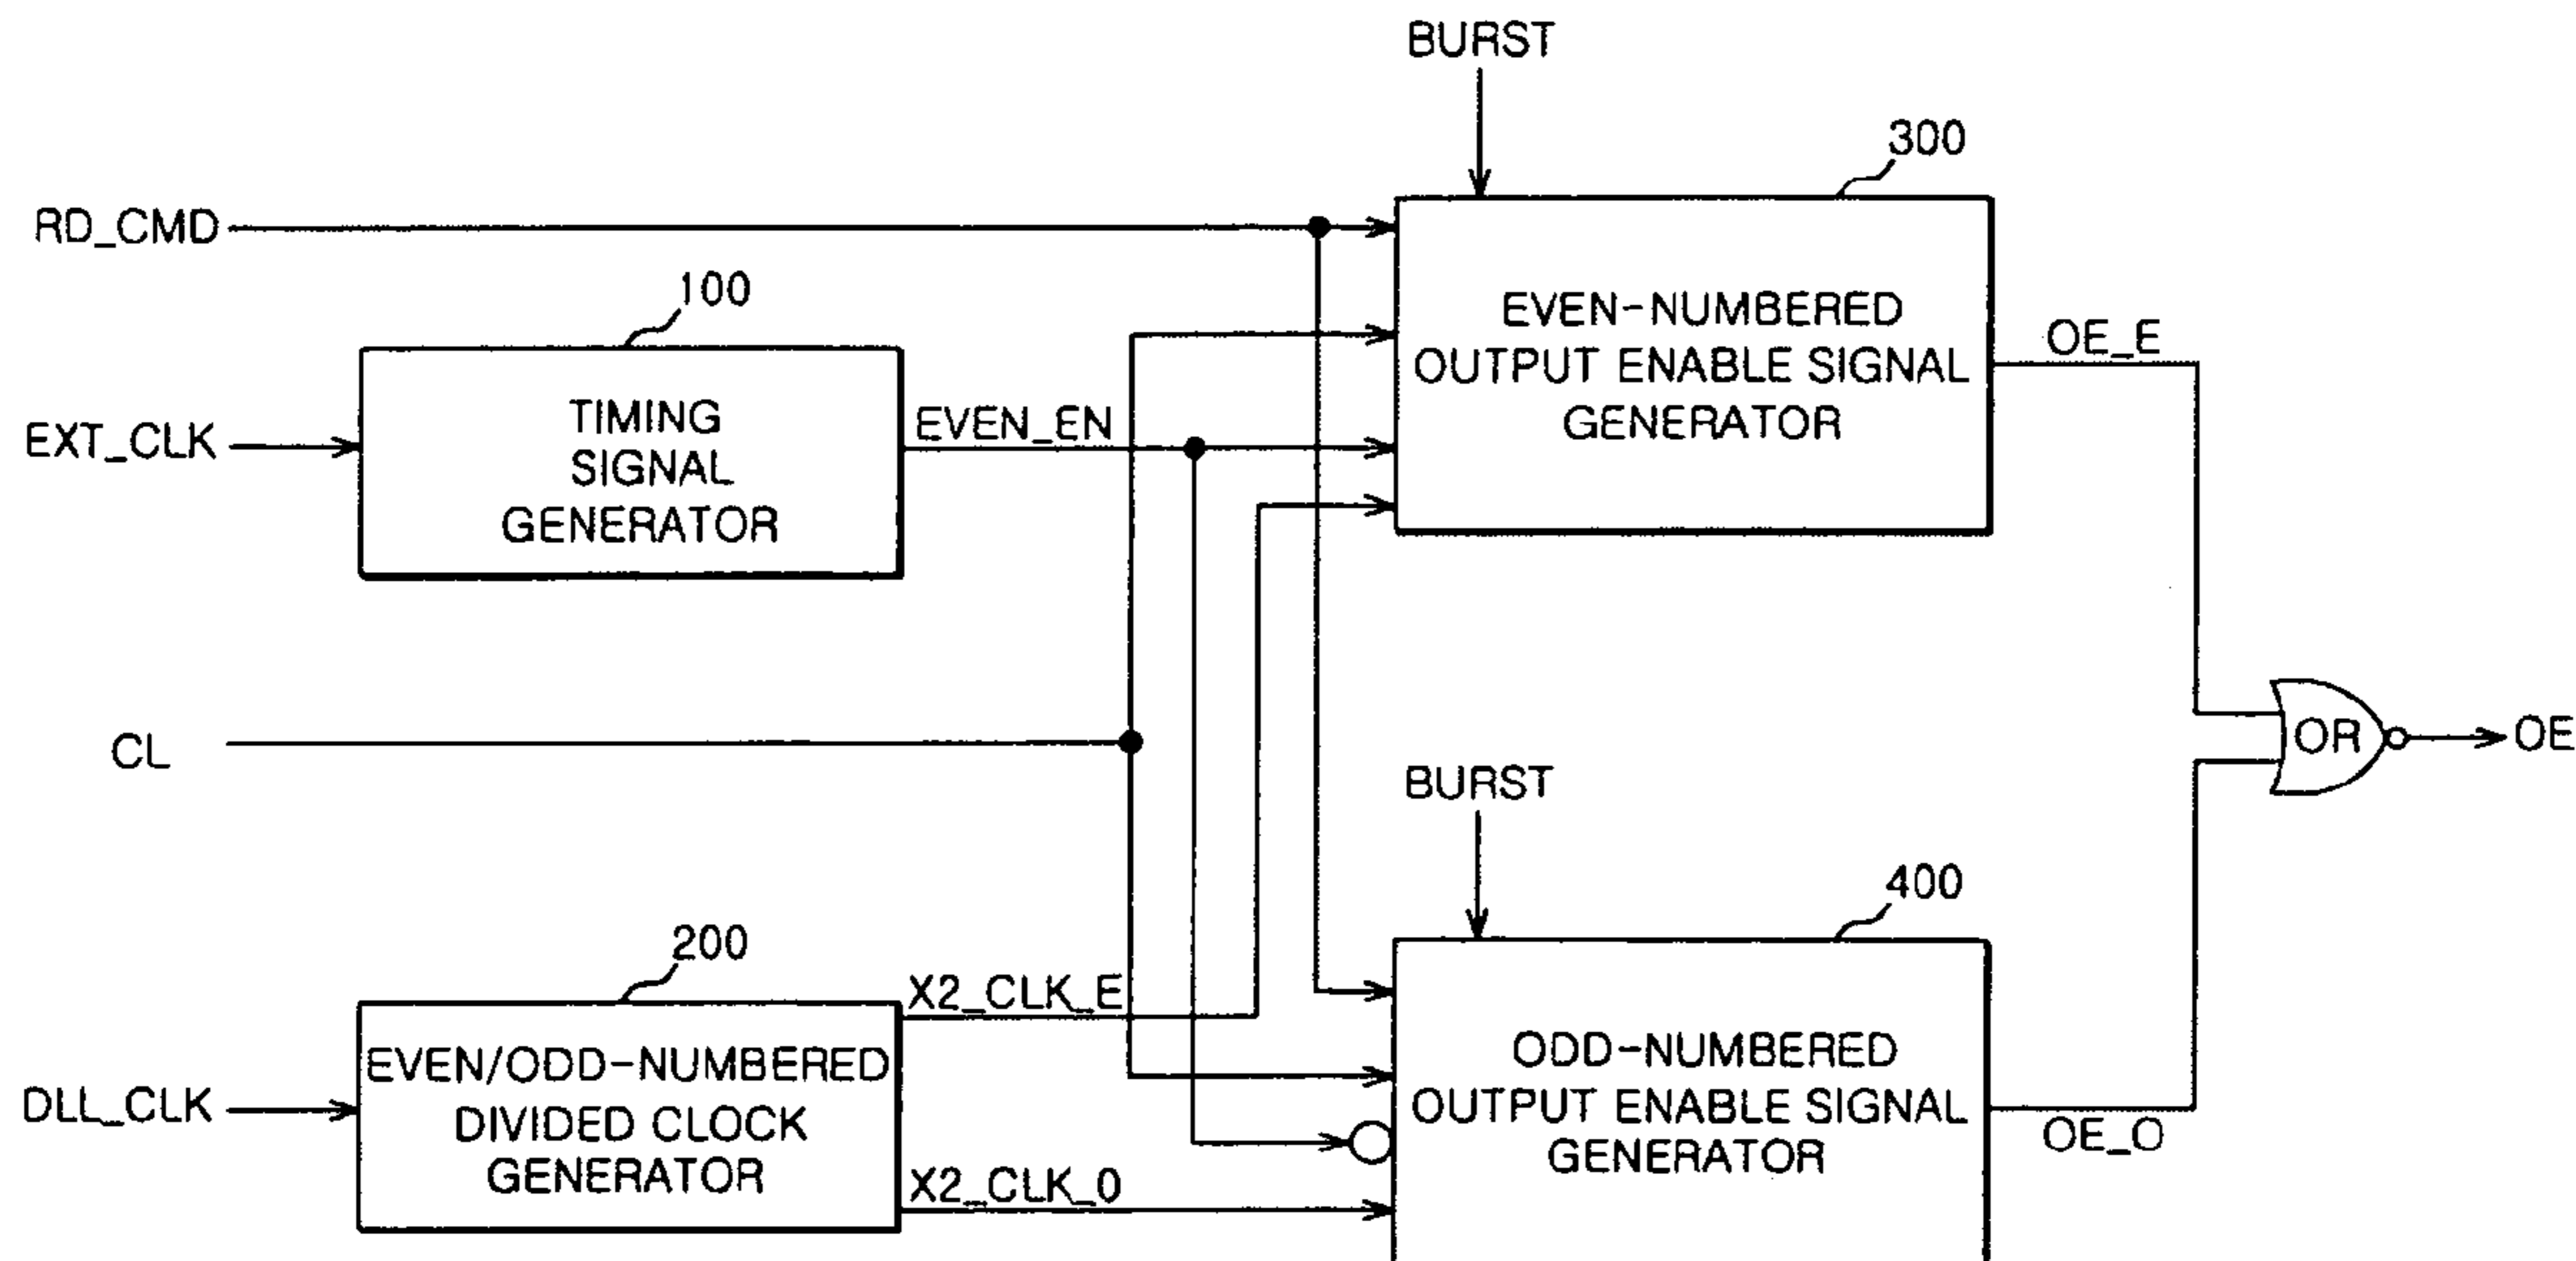 BURST
300
RD_CMD
100
EVEN-NUMBERED
OUTPUT ENABLE SIGNAL
GENERATOR
OE_E
TIMING
SIGNAL
GENERATOR
EVEN_EN
EXT_CLK
OR
OE
CL
BURST
400
200
X2_CLK_E
EVEN/ODD-NUMBERED
DIVIDED CLOCK
GENERATOR
ODD-NUMBERED
OUTPUT ENABLE SIGNAL
GENERATOR
DLL_CLK
OE_O
X2_CLK_0